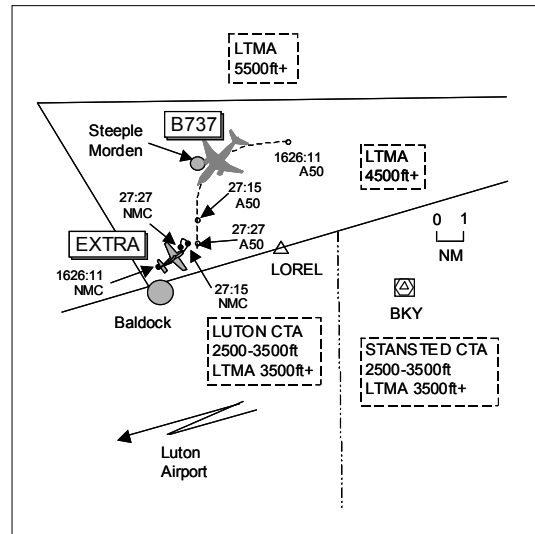 LTMA
5500ft+
Steeple
Morden
B737
1626:11
A50
LTMA
4500ft+
27:27
NMC
27:15
A50
0 1
NM
EXTRA
27:27
A50
1626:11
NMC
LOREL
27:15
NMC
Baldock
BKY
LUTON CTA
2500-3500ft
LTMA 3500ft+
STANSTED CTA
2500-3500ft
LTMA 3500ft+
Luton
Airport